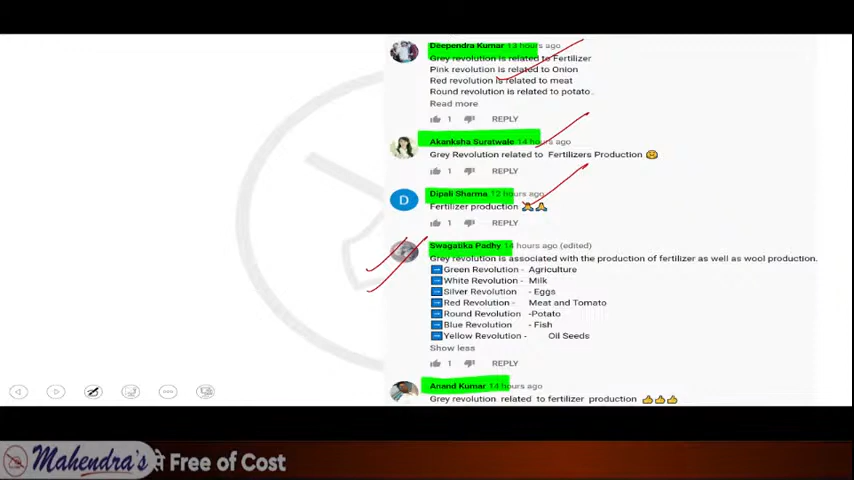 Deependra Kumar 13 hours ago
Grey revolution is related to Fertilizer
Pink revolution is related to Onion
Red revolution is related to meat
Round revolution is related to potato.
Read more
1 REPLY
Akanksha Suratwale 14 hours ago
Grey Revolution related to Fertilizers Production
1 REPLY
D
Dipali Sharma 12 hours ago
Fertilizer production
1 REPLY
Swagatika Padhy 14 hours ago (edited)
Grey revolution is associated with the production of fertilizer as well as wool production.
Green Revolution - Agriculture
White Revolution - Milk
Silver Revolution - Eggs
Red Revolution - Meat and Tomato
Round Revolution -Potato
Blue Revolution - Fish
Yellow Revolution - Oil Seeds
Show less
1 REPLY
Anand Kumar 14 hours ago
Grey revolution related to fertilizer production
Mahendra's से Free of Cost